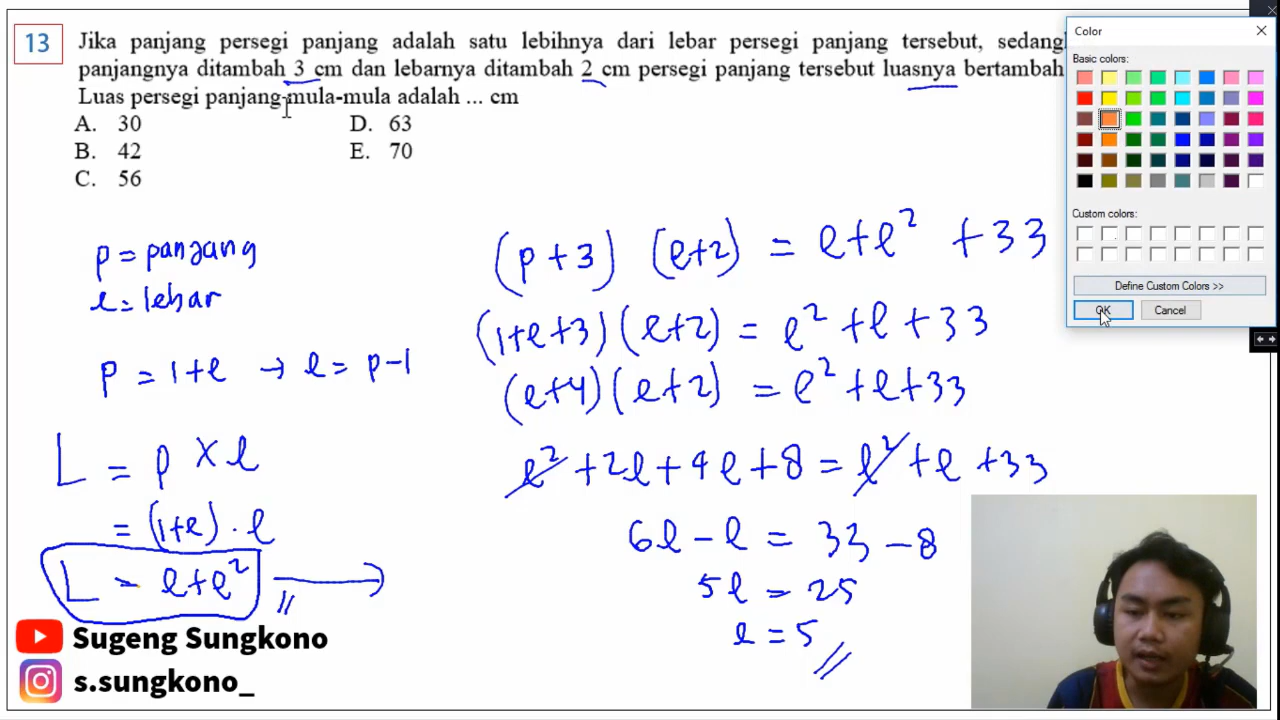 13
Jika panjang persegi panjang adalah satu lebihnya dari lebar persegi panjang tersebut, sedang
panjangnya ditambah 3 cm dan lebarnya ditambah 2 cm persegi panjang tersebut luasnya bertambah
Luas persegi panjang mula-mula adalah ... cm
A. 30
D. 63
B. 42
E. 70
C. 56
p = panjang
l = lebar
p = 1+l → l = p-1
L = p × l
= (1+l) . l
L = l+l²
(p+3) (l+2) = l+l² +33
(1+l+3)(l+2) = l² +l +33
(l+4)(l+2) = l²+l+33
l² +2l+4l+8 = l² +l +33
6l - l = 33 -8
5l = 25
l = 5
Sugeng Sungkono
s.sungkono_
Color
Basic colors:
Custom colors:
Define Custom Colors >>
OK
Cancel